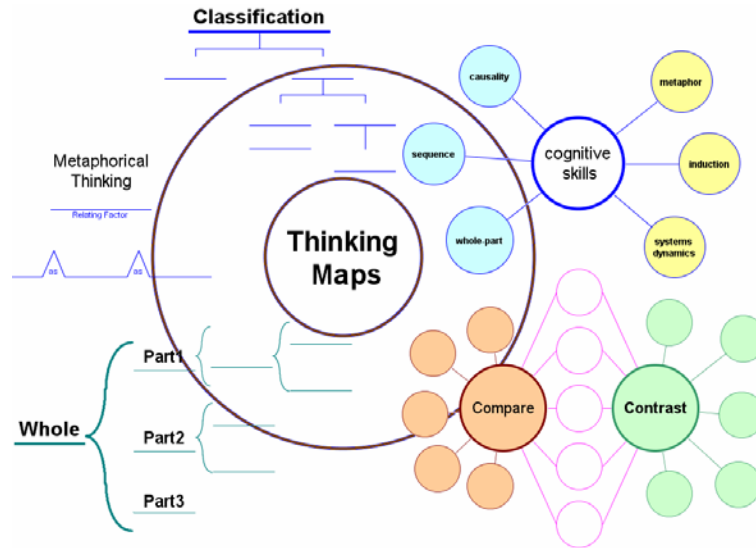 Classification
causality
metaphor
cognitive
skills
sequence
induction
whole-part
systems
dynamics
Metaphorical
Thinking
Relating Factor
as
as
Thinking
Maps
Whole
Part1
Part2
Part3
Compare
Contrast